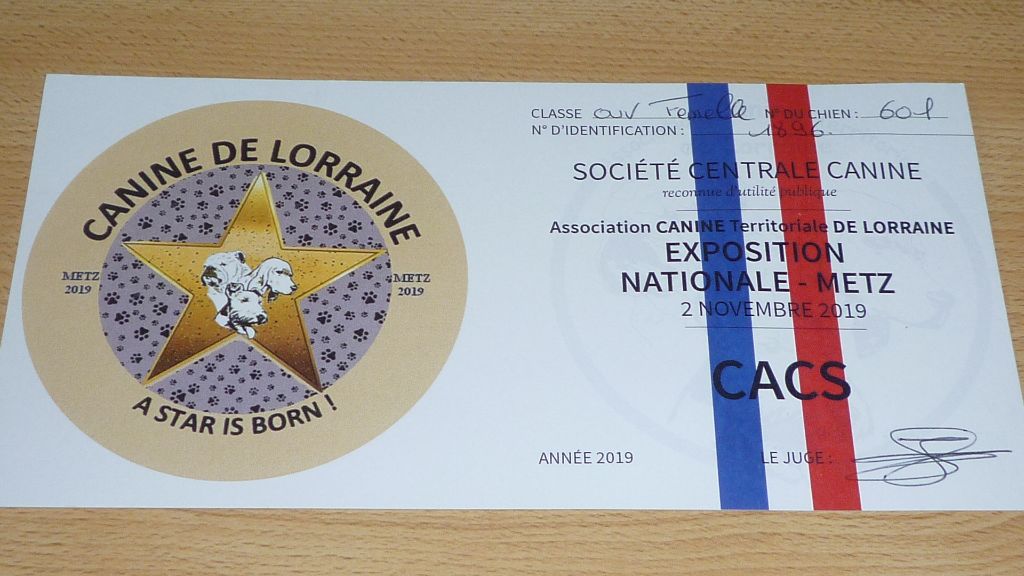 CANINE DE LORRAINE
METZ
2019
METZ
2019
A STAR IS BORN !
CLASSE ouv Femelle N° DU CHIEN : 601
N° D'IDENTIFICATION : 1896.
SOCIÉTÉ CENTRALE CANINE
reconnue d'utilité publique
Association CANINE Territoriale DE LORRAINE
EXPOSITION
NATIONALE - METZ
2 NOVEMBRE 2019
CACS
ANNÉE 2019 LE JUGE :